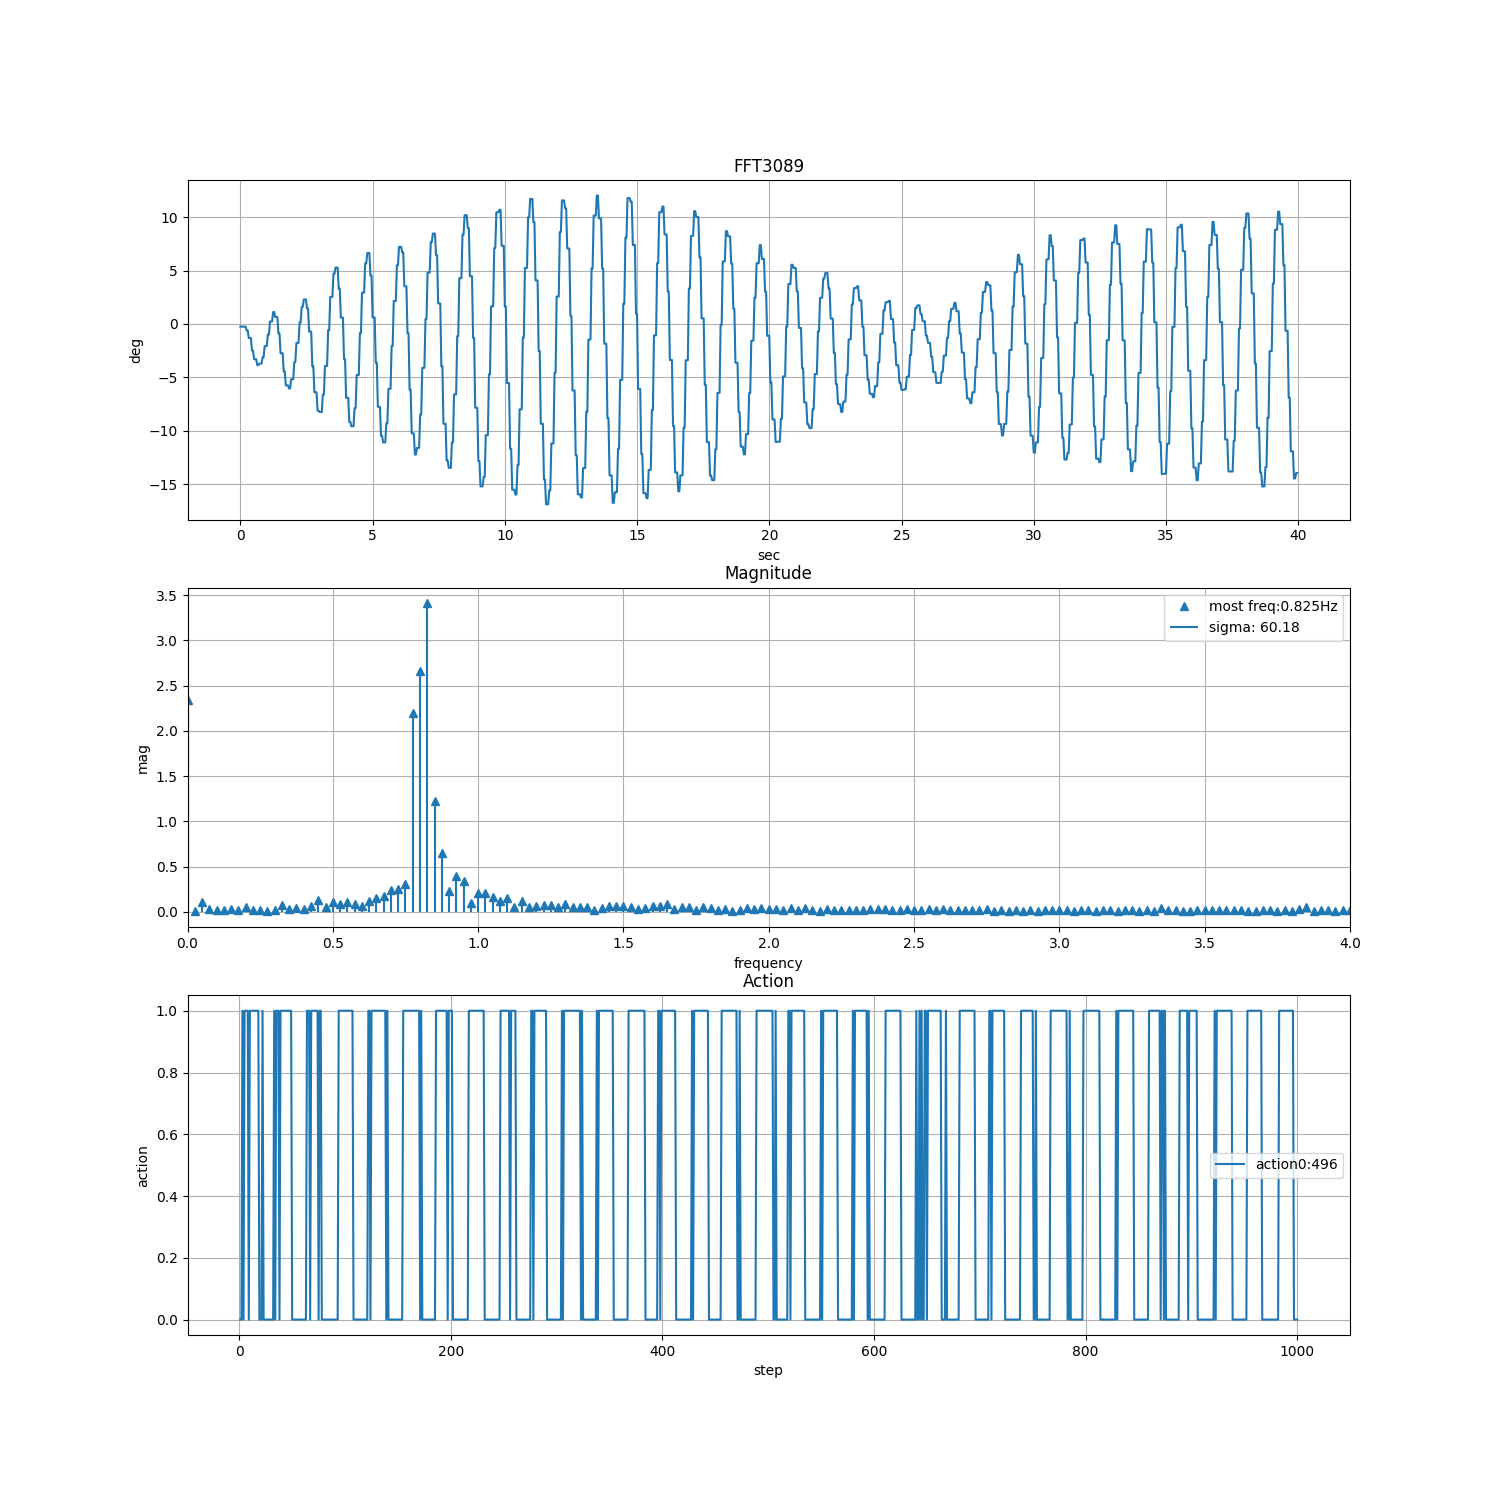 FFT3089
10
5
0
−5
−10
−15
deg
0 5 10 15 20 25 30 35 40
sec
Magnitude
3.5
3.0
2.5
2.0
1.5
1.0
0.5
0.0
mag
most freq:0.825Hz
sigma: 60.18
0.0 0.5 1.0 1.5 2.0 2.5 3.0 3.5 4.0
frequency
Action
1.0
0.8
0.6
0.4
0.2
0.0
action
action0:496
0 200 400 600 800 1000
step